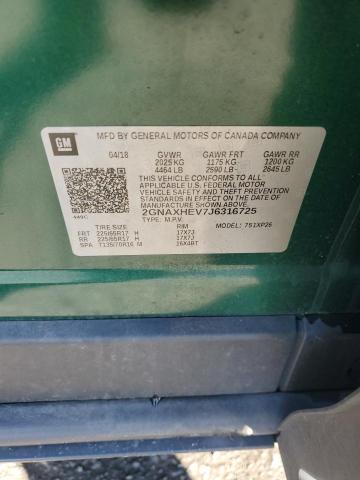 GM
MFD BY GENERAL MOTORS OF CANADA COMPANY
04/18 GVWR GAWR FRT GAWR RR
2025 KG 1175 KG 1200 KG
4464 LB 2590 LB 2645 LB
THIS VEHICLE CONFORMS TO ALL
APPLICABLE U.S. FEDERAL MOTOR
VEHICLE SAFETY AND THEFT PREVENTION
STANDARDS IN EFFECT ON THE DATE OF
MANUFACTURE SHOWN ABOVE.
2GNAXHEV7J6316725
TYPE: M.P.V. MODEL: 7S1XP26
449C
TIRE SIZE RIM
FRT 225/65R17 H 17X7J
RR 225/65R17 H 17X7J
SPA T135/70R16 M 16X4BT